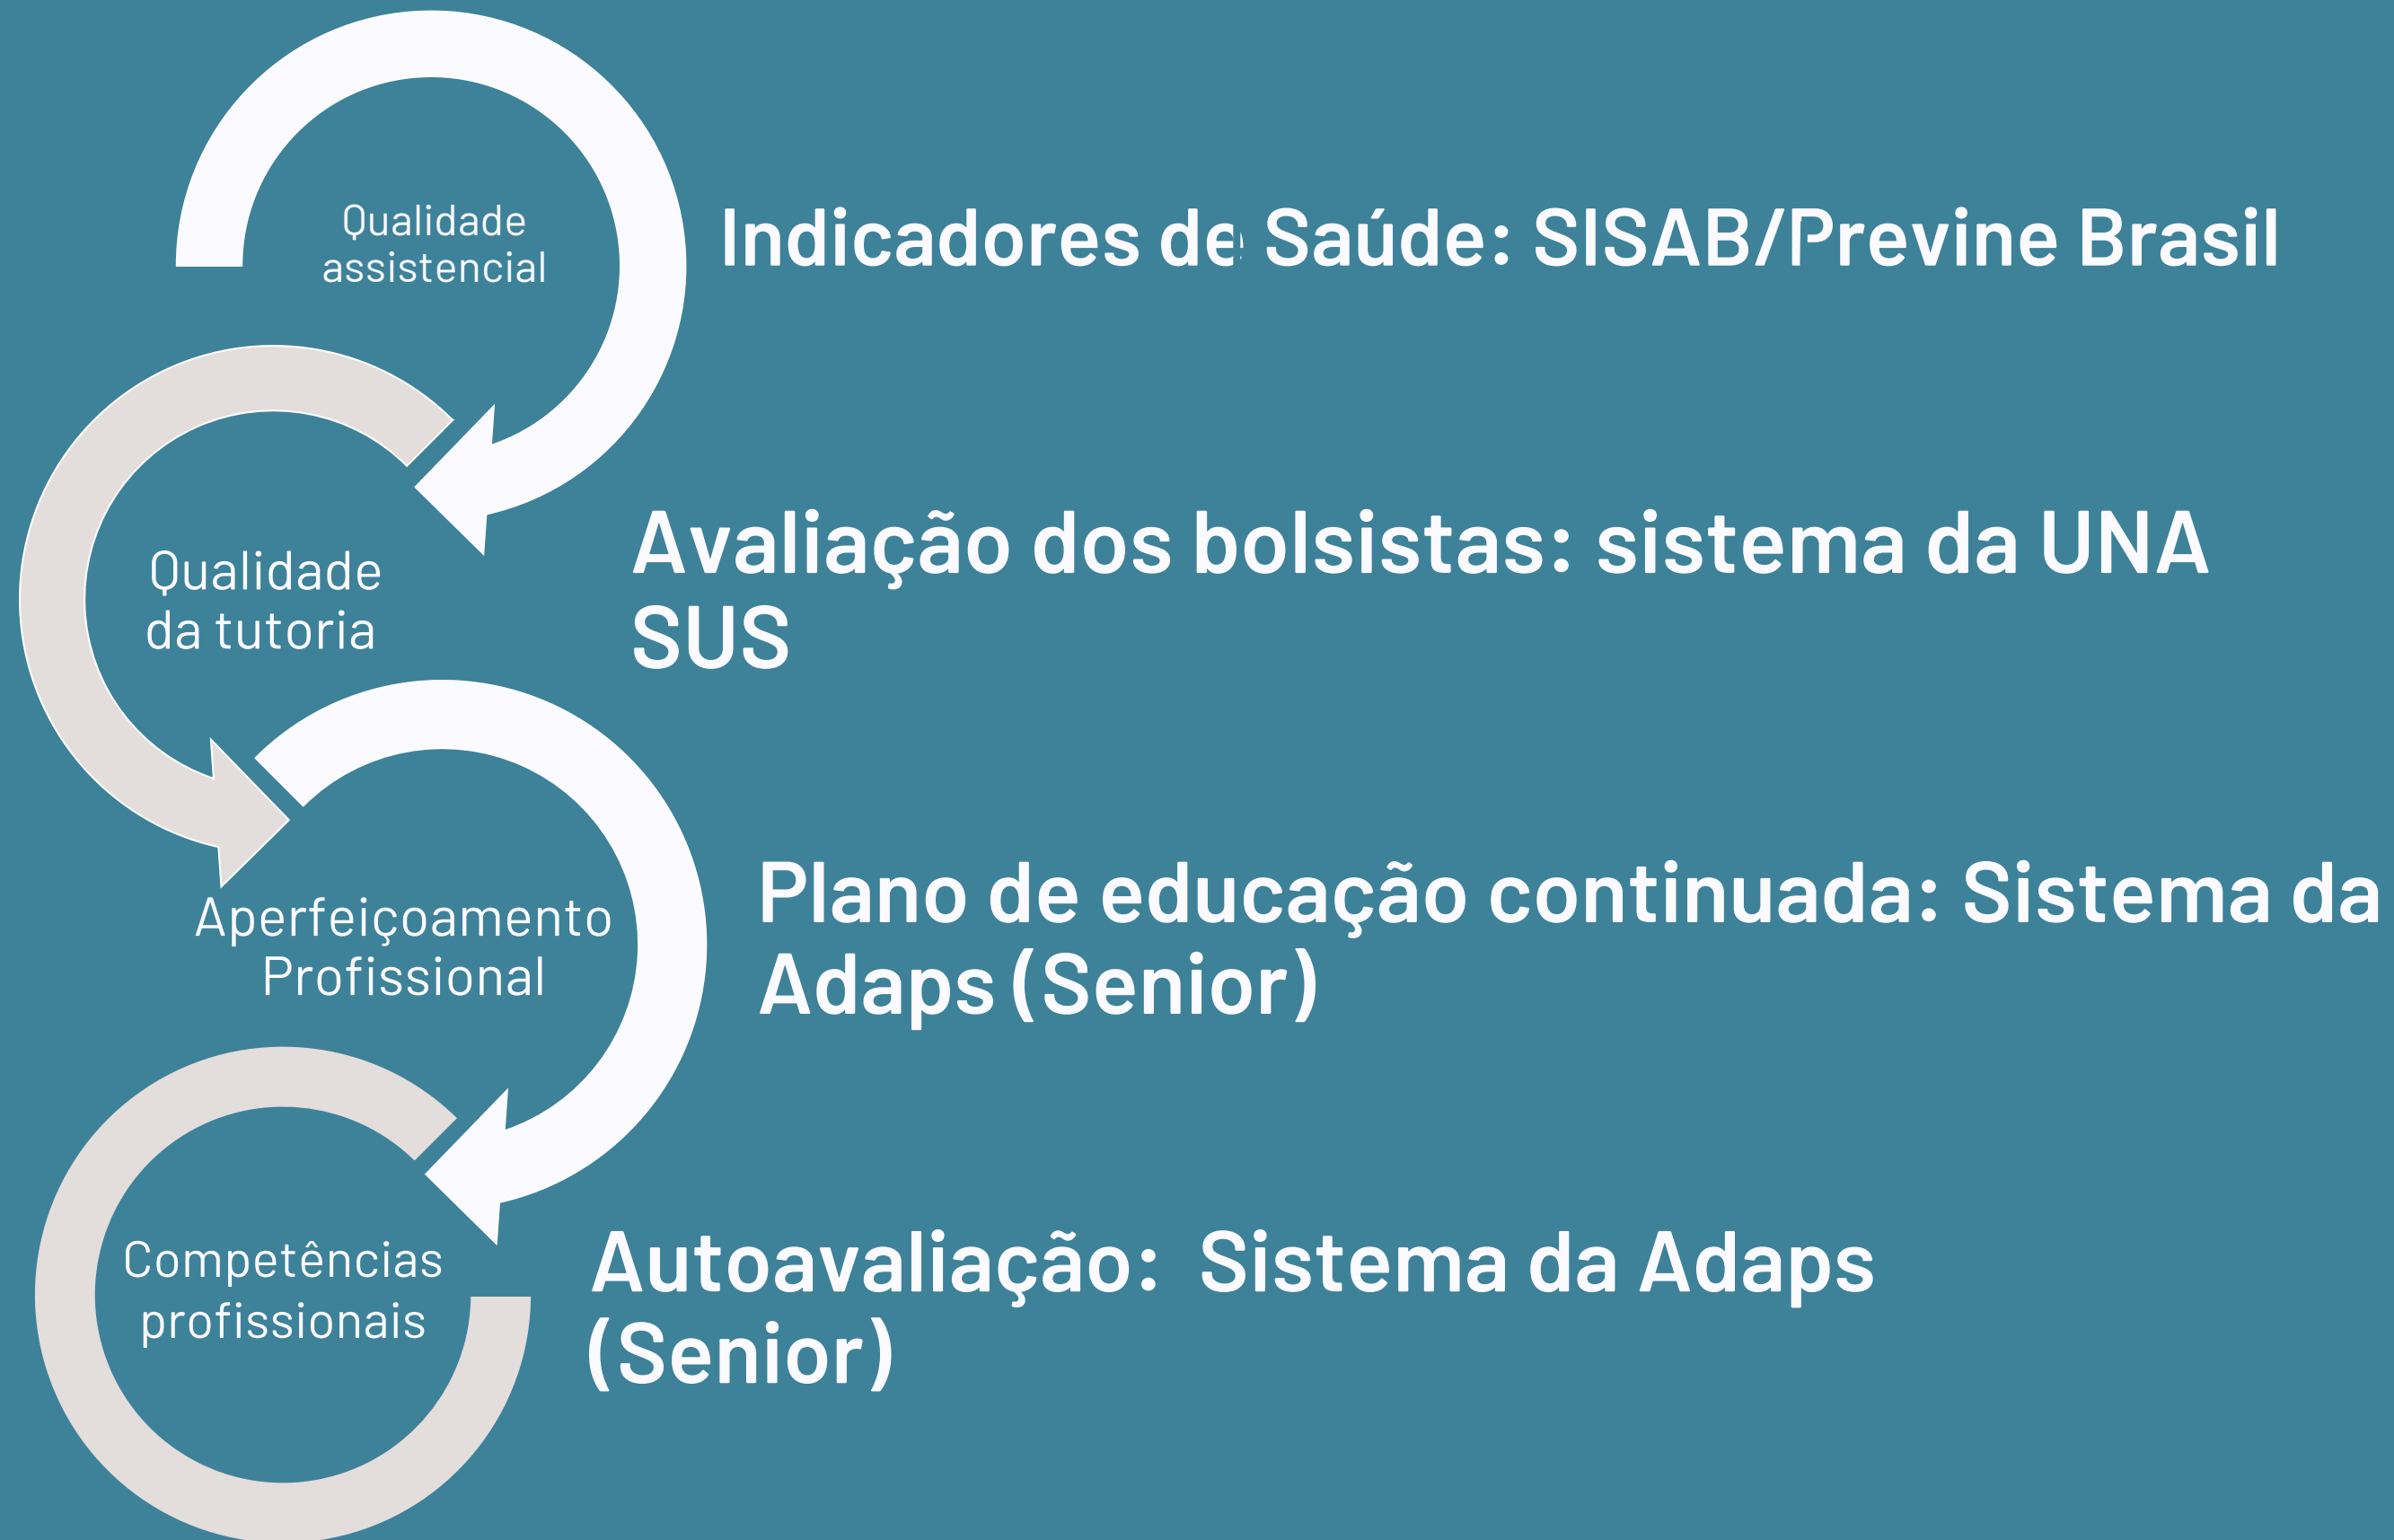 Qualidade
assistencial
Indicadores de Saúde: SISAB/Previne Brasil
Qualidade
da tutoria
Avaliação dos bolsistas: sistema da UNA
SUS
Aperfeiçoamento
Profissional
Plano de educação continuada: Sistema da
Adaps (Senior)
Competências
profissionais
Autoavaliação: Sistema da Adaps
(Senior)